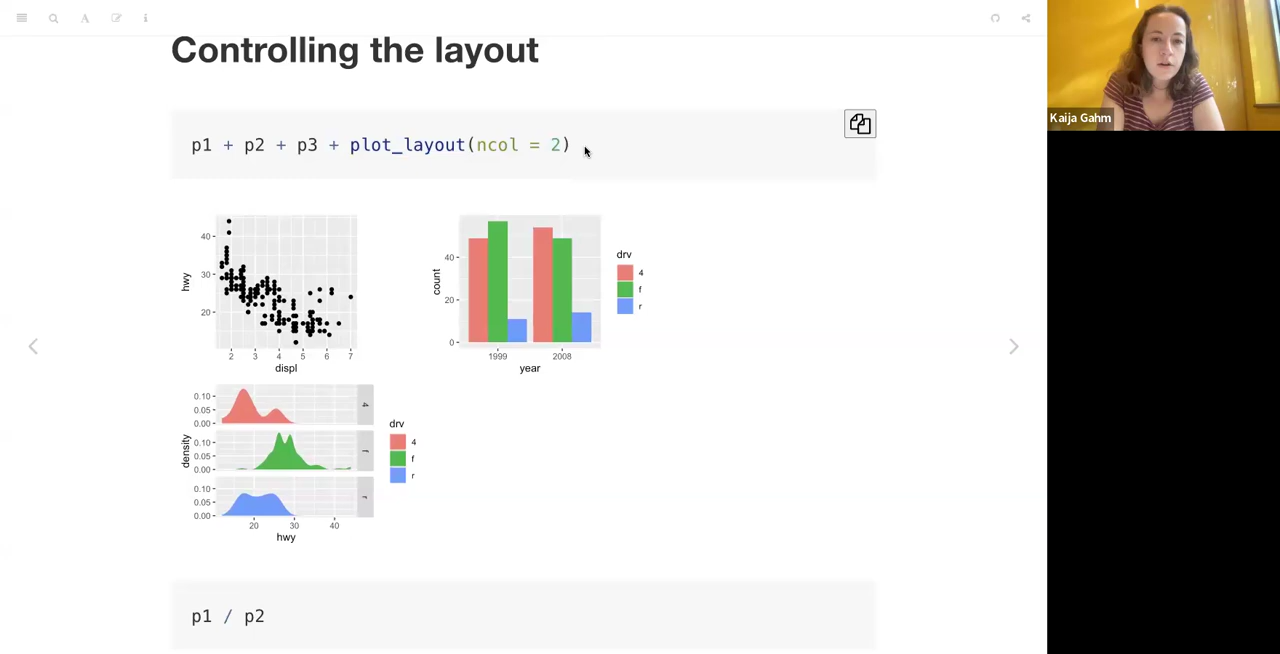 Controlling the layout
p1 + p2 + p3 + plot_layout(ncol = 2)
Kaija Gahm
hwy
40
30
20
2 3 4 5 6 7
displ
count
40
20
0
1999 2008
year
drv
4
f
r
density
0.10
0.05
0.00
4
0.10
0.05
0.00
f
0.10
0.05
0.00
r
20 30 40
hwy
drv
4
f
r
p1 / p2